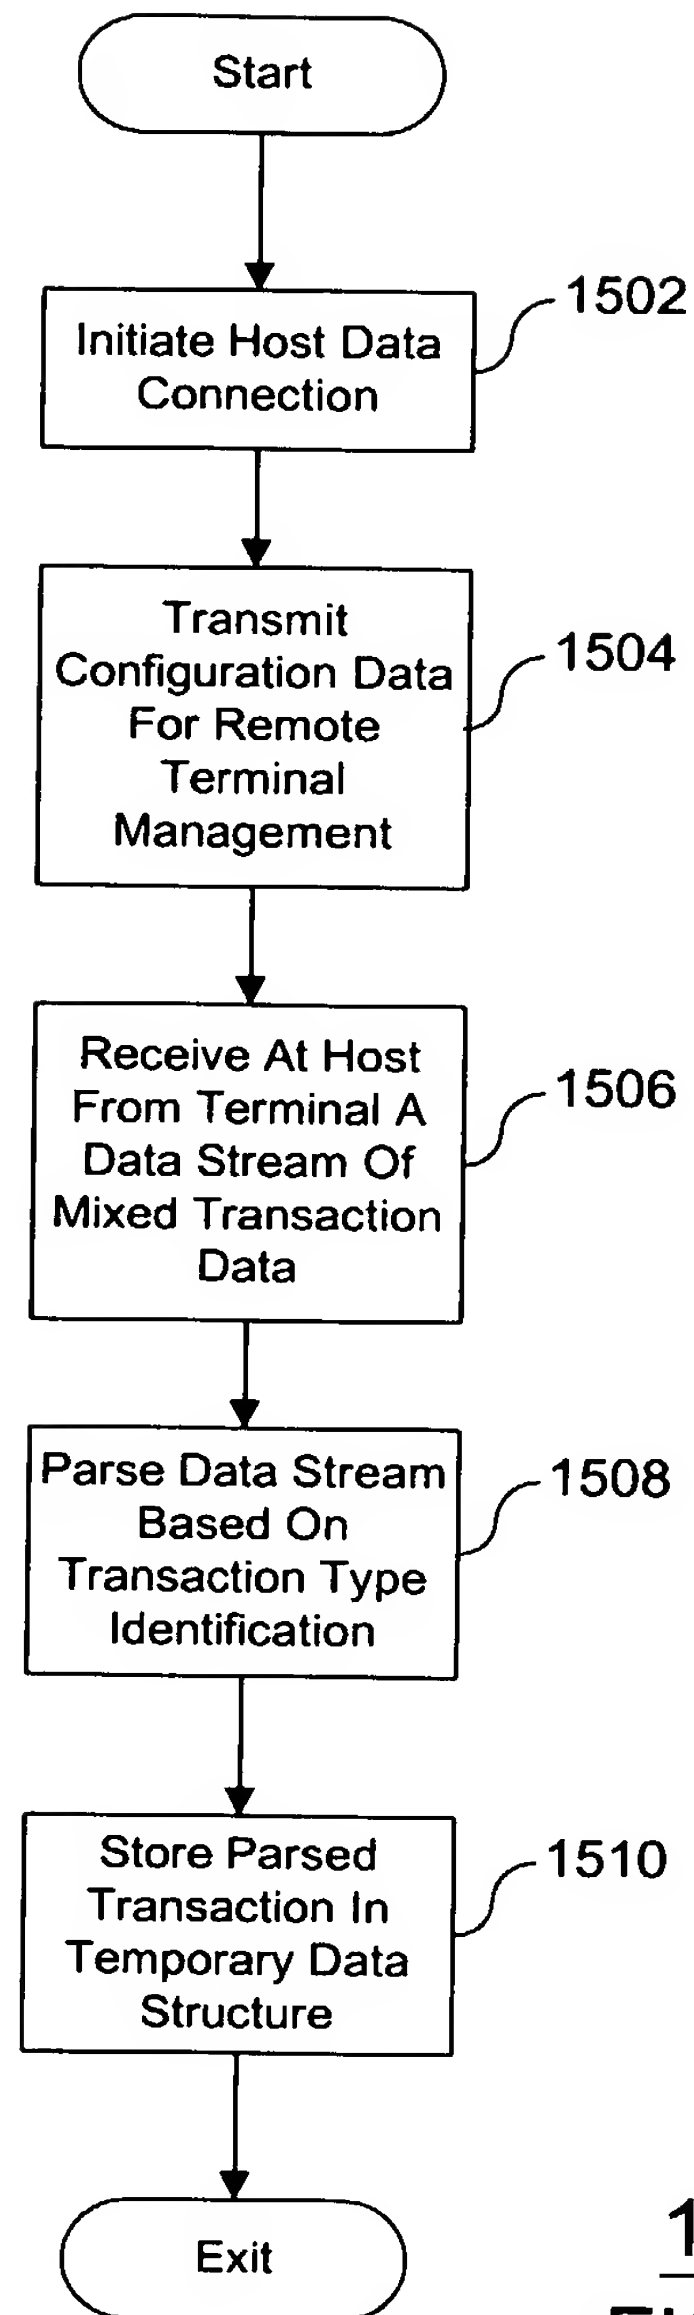 Start
1502
Initiate Host Data
Connection
1504
Transmit
Configuration Data
For Remote
Terminal
Management
1506
Receive At Host
From Terminal A
Data Stream Of
Mixed Transaction
Data
1508
Parse Data Stream
Based On
Transaction Type
Identification
1510
Store Parsed
Transaction In
Temporary Data
Structure
Exit